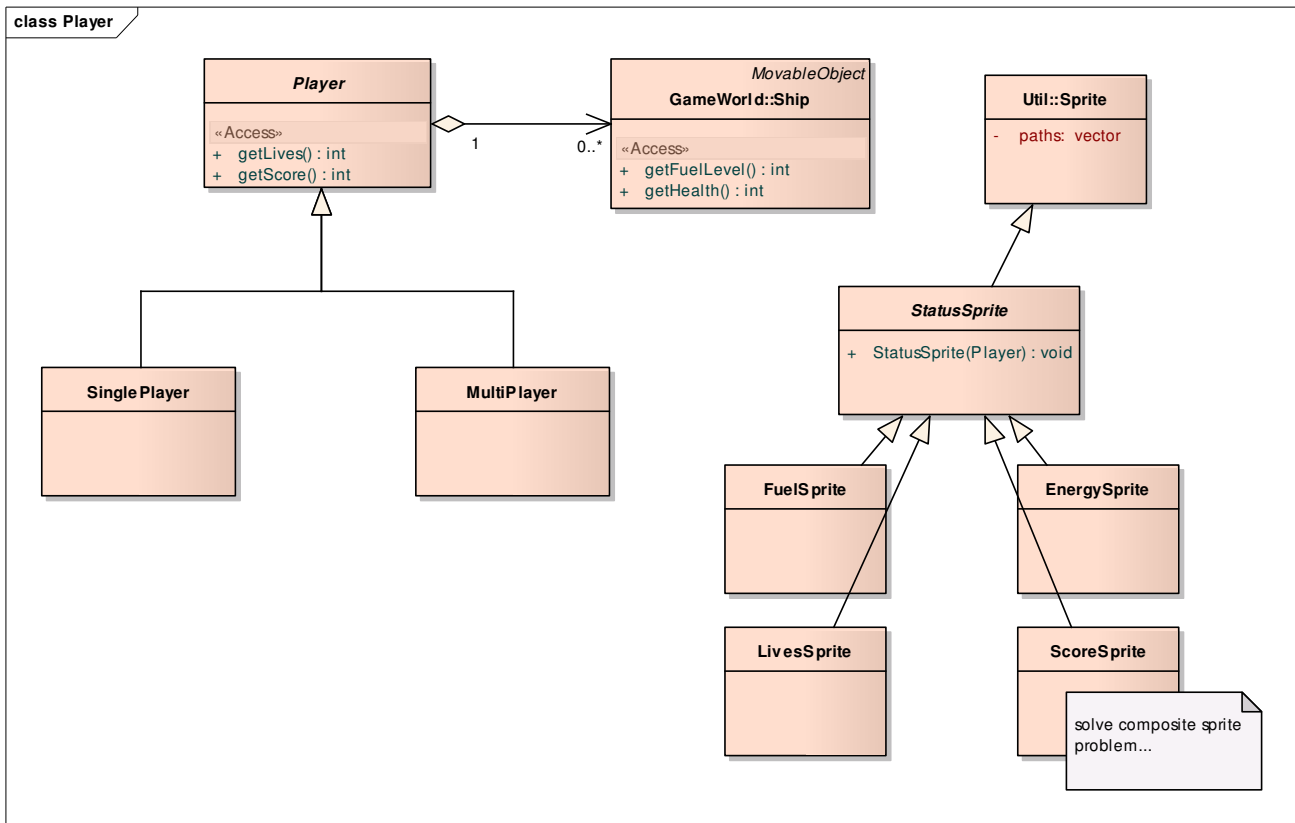 class Player
Player
«Access»
+ getLives() : int
+ getScore() : int
1
0..*
MovableObject
GameWorld::Ship
«Access»
+ getFuelLevel() : int
+ getHealth() : int
Util::Sprite
- paths: vector
StatusSprite
+ StatusSprite(Player) : void
SinglePlayer
MultiPlayer
FuelSprite
EnergySprite
LivesSprite
ScoreSprite
solve composite sprite
problem...